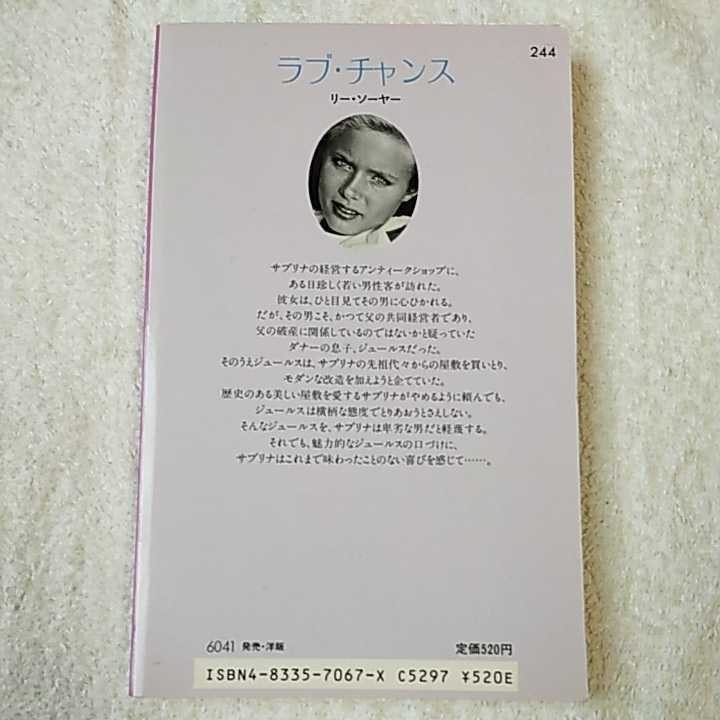 244
ラブ・チャンス
リー・ソーヤー
サブリナの経営するアンティークショップに、
ある日珍しく若い男性客が訪れた。
彼女は、ひと目見てその男に心ひかれる。
だが、その男こそ、かつて父の共同経営者であり、
父の破産に関係しているのではないかと疑っていた
ダナーの息子、ジュールスだった。
そのうえジュールスは、サブリナの先祖代々からの屋敷を買いとり、
モダンな改造を加えようと企てていた。
歴史のある美しい屋敷を愛するサブリナがやめるように頼んでも、
ジュールスは横柄な態度でとりあおうとさえしない。
そんなジュールスを、サブリナは卑劣な男だと軽蔑する。
それでも、魅力的なジュールスの口づけに、
サブリナはこれまで味わったことのない喜びを感じて……。
6041 発売・洋販
定価520円
ISBN4-8335-7067-X C5297 ¥520E